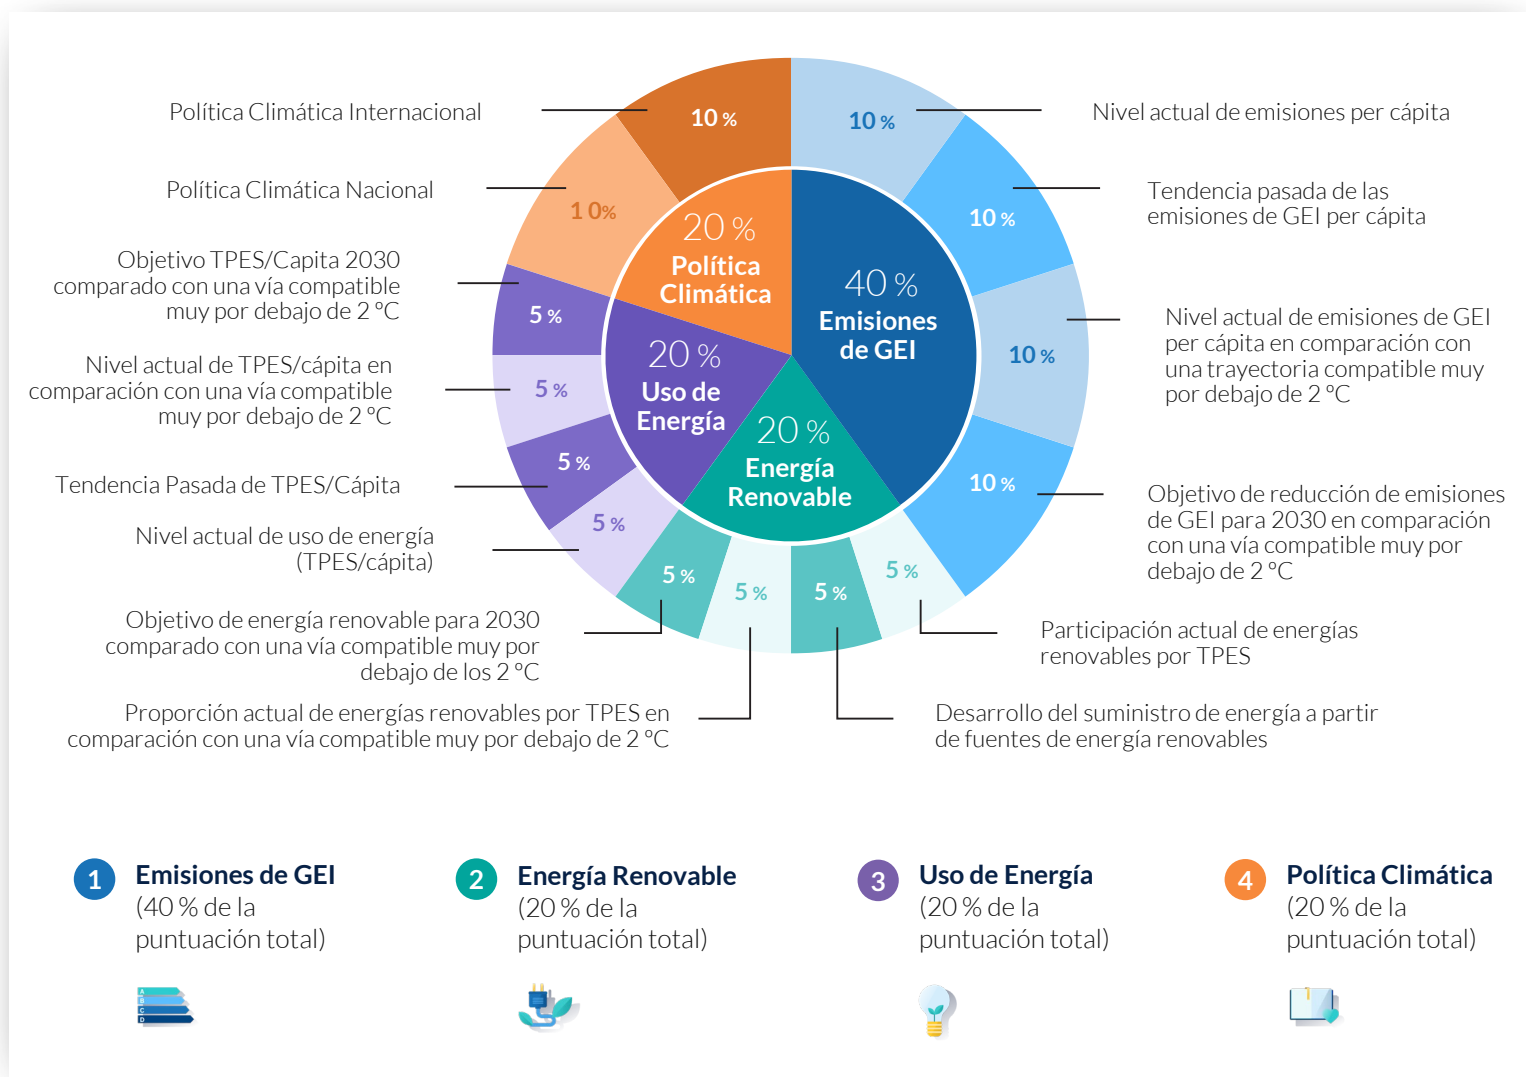 Política Climática Internacional
10 %
10 %
Nivel actual de emisiones per cápita
Política Climática Nacional
10%
10 %
Tendencia pasada de las
emisiones de GEI per cápita
Objetivo TPES/Capita 2030
comparado con una vía compatible
muy por debajo de 2 ºC
5 %
Nivel actual de TPES/cápita en
comparación con una vía compatible
muy por debajo de 2 ºC
5 %
Tendencia Pasada de TPES/Cápita
5 %
Nivel actual de uso de energía
(TPES/cápita)
5 %
20 %
Política
Climática
40 %
Emisiones
de GEI
20 %
Uso de
Energía
20 %
Energía
Renovable
10 %
Nivel actual de emisiones de GEI
per cápita en comparación con
una trayectoria compatible muy
por debajo de 2 ºC
10 %
Objetivo de reducción de emisiones
de GEI para 2030 en comparación
con una vía compatible muy por
debajo de 2 ºC
5 %
5 %
5 %
5 %
Objetivo de energía renovable para 2030
comparado con una vía compatible muy por
debajo de los 2 ºC
Participación actual de energías
renovables por TPES
Proporción actual de energías renovables por TPES en
comparación con una vía compatible muy por debajo de 2 ºC
Desarrollo del suministro de energía a partir
de fuentes de energía renovables
1
Emisiones de GEI
(40 % de la
puntuación total)
A
B
C
D
2
Energía Renovable
(20 % de la
puntuación total)
3
Uso de Energía
(20 % de la
puntuación total)
4
Política Climática
(20 % de la
puntuación total)